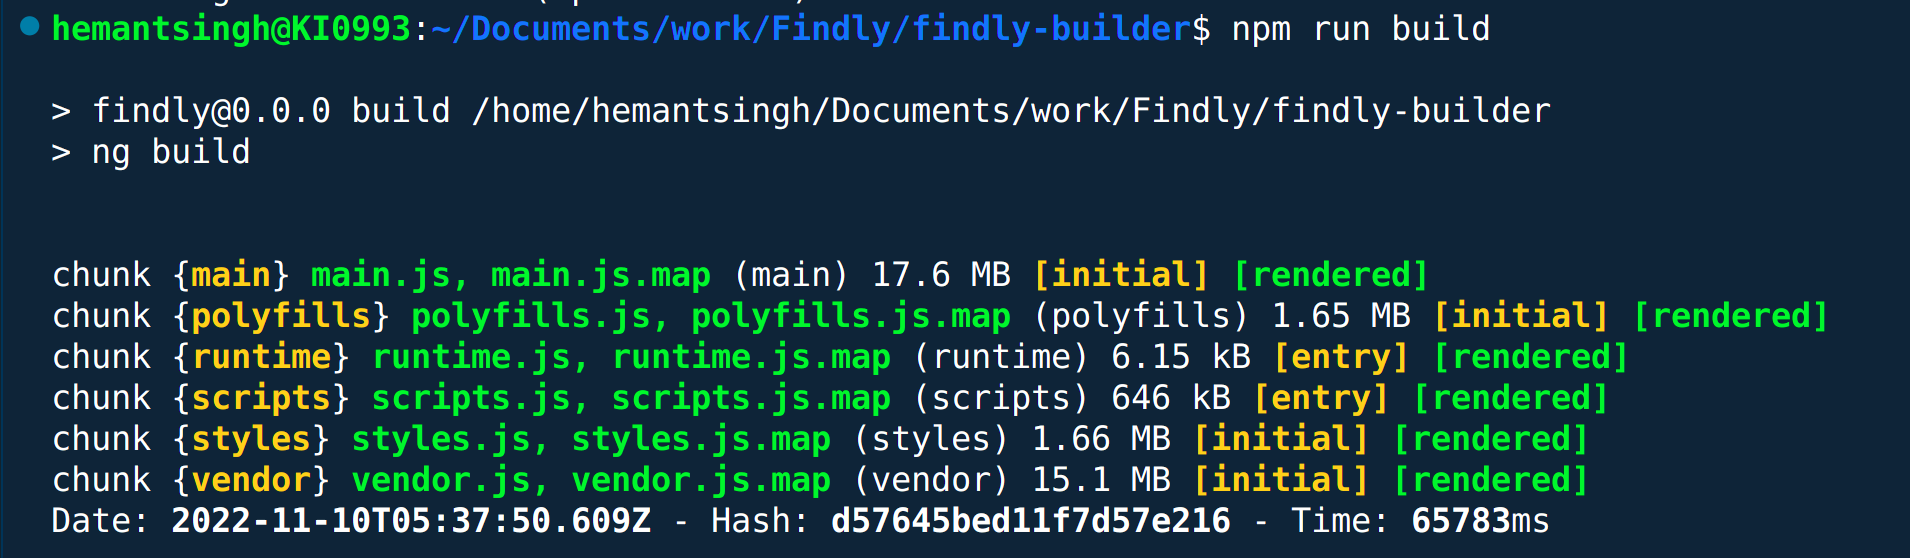 hemantsingh@KI0993:~/Documents/work/Findly/findly-builder$ npm run build
> findly@0.0.0 build /home/hemantsingh/Documents/work/Findly/findly-builder
> ng build
chunk {main} main.js, main.js.map (main) 17.6 MB [initial] [rendered]
chunk {polyfills} polyfills.js, polyfills.js.map (polyfills) 1.65 MB [initial] [rendered]
chunk {runtime} runtime.js, runtime.js.map (runtime) 6.15 kB [entry] [rendered]
chunk {scripts} scripts.js, scripts.js.map (scripts) 646 kB [entry] [rendered]
chunk {styles} styles.js, styles.js.map (styles) 1.66 MB [initial] [rendered]
chunk {vendor} vendor.js, vendor.js.map (vendor) 15.1 MB [initial] [rendered]
Date: 2022-11-10T05:37:50.609Z - Hash: d57645bed11f7d57e216 - Time: 65783ms